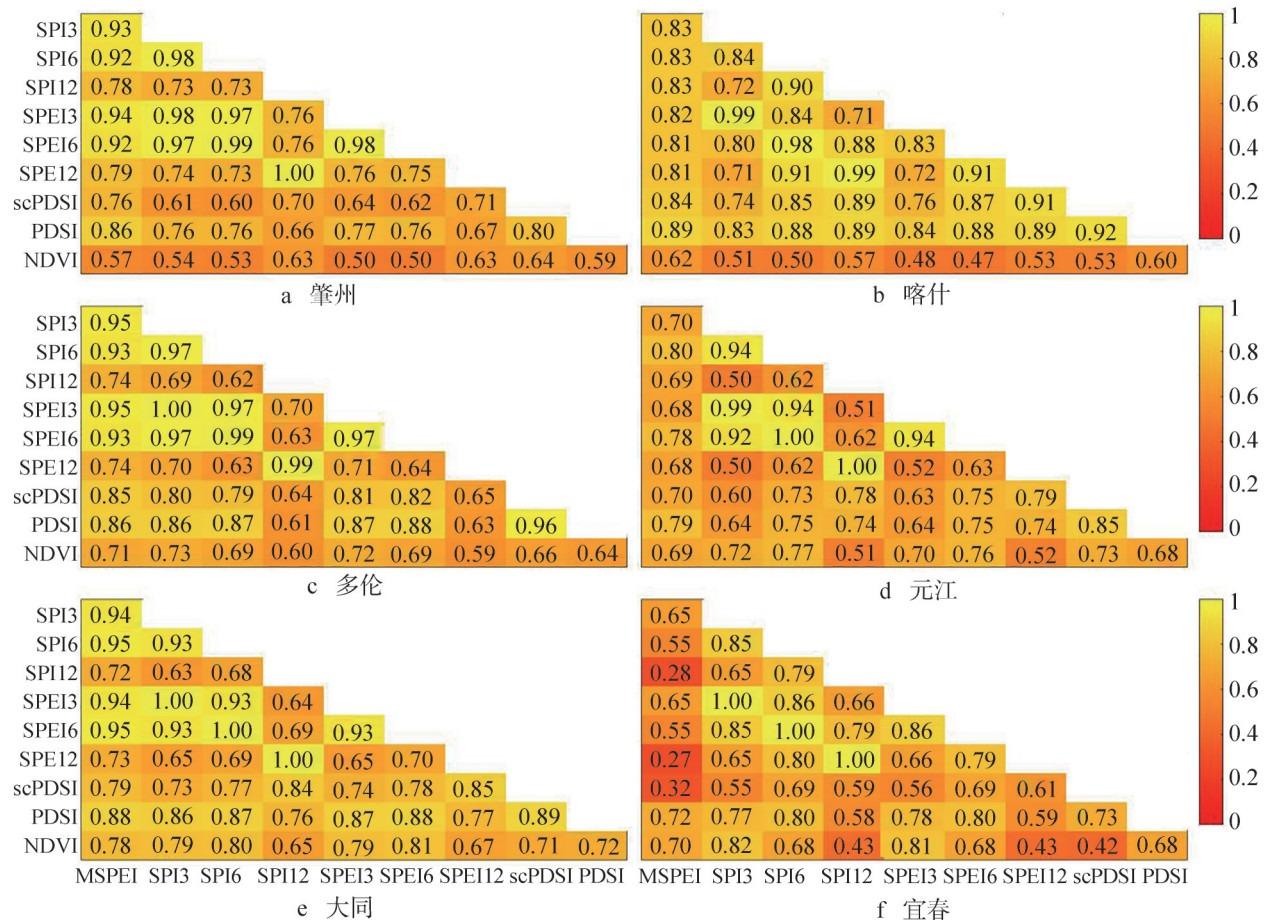 SPI3 0.93
SPI6 0.92 0.98
SPI12 0.78 0.73 0.73
SPEI3 0.94 0.98 0.97 0.76
SPEI6 0.92 0.97 0.99 0.76 0.98
SPE12 0.79 0.74 0.73 1.00 0.76 0.75
scPDSI 0.76 0.61 0.60 0.70 0.64 0.62 0.71
PDSI 0.86 0.76 0.76 0.66 0.77 0.76 0.67 0.80
NDVI 0.57 0.54 0.53 0.63 0.50 0.50 0.63 0.64 0.59
a 肇州
0.83
0.83 0.84
0.83 0.72 0.90
0.82 0.99 0.84 0.71
0.81 0.80 0.98 0.88 0.83
0.81 0.71 0.91 0.99 0.72 0.91
0.84 0.74 0.85 0.89 0.76 0.87 0.91
0.89 0.83 0.88 0.89 0.84 0.88 0.89 0.92
0.62 0.51 0.50 0.57 0.48 0.47 0.53 0.53 0.60
b 喀什
1
0.8
0.6
0.4
0.2
0
SPI3 0.95
SPI6 0.93 0.97
SPI12 0.74 0.69 0.62
SPEI3 0.95 1.00 0.97 0.70
SPEI6 0.93 0.97 0.99 0.63 0.97
SPE12 0.74 0.70 0.63 0.99 0.71 0.64
scPDSI 0.85 0.80 0.79 0.64 0.81 0.82 0.65
PDSI 0.86 0.86 0.87 0.61 0.87 0.88 0.63 0.96
NDVI 0.71 0.73 0.69 0.60 0.72 0.69 0.59 0.66 0.64
c 多伦
0.70
0.80 0.94
0.69 0.50 0.62
0.68 0.99 0.94 0.51
0.78 0.92 1.00 0.62 0.94
0.68 0.50 0.62 1.00 0.52 0.63
0.70 0.60 0.73 0.78 0.63 0.75 0.79
0.79 0.64 0.75 0.74 0.64 0.75 0.74 0.85
0.69 0.72 0.77 0.51 0.70 0.76 0.52 0.73 0.68
d 元江
1
0.8
0.6
0.4
0.2
0
SPI3 0.94
SPI6 0.95 0.93
SPI12 0.72 0.63 0.68
SPEI3 0.94 1.00 0.93 0.64
SPEI6 0.95 0.93 1.00 0.69 0.93
SPE12 0.73 0.65 0.69 1.00 0.65 0.70
scPDSI 0.79 0.73 0.77 0.84 0.74 0.78 0.85
PDSI 0.88 0.86 0.87 0.76 0.87 0.88 0.77 0.89
NDVI 0.78 0.79 0.80 0.65 0.79 0.81 0.67 0.71 0.72
MSPEI SPI3 SPI6 SPI12 SPEI3 SPEI6 SPEI12 scPDSI PDSI
e 大同
0.65
0.55 0.85
0.28 0.65 0.79
0.65 1.00 0.86 0.66
0.55 0.85 1.00 0.79 0.86
0.27 0.65 0.80 1.00 0.66 0.79
0.32 0.55 0.69 0.59 0.56 0.69 0.61
0.72 0.77 0.80 0.58 0.78 0.80 0.59 0.73
0.70 0.82 0.68 0.43 0.81 0.68 0.43 0.42 0.68
MSPEI SPI3 SPI6 SPI12 SPEI3 SPEI6 SPEI12 scPDSI PDSI
f 宜春
1
0.8
0.6
0.4
0.2
0